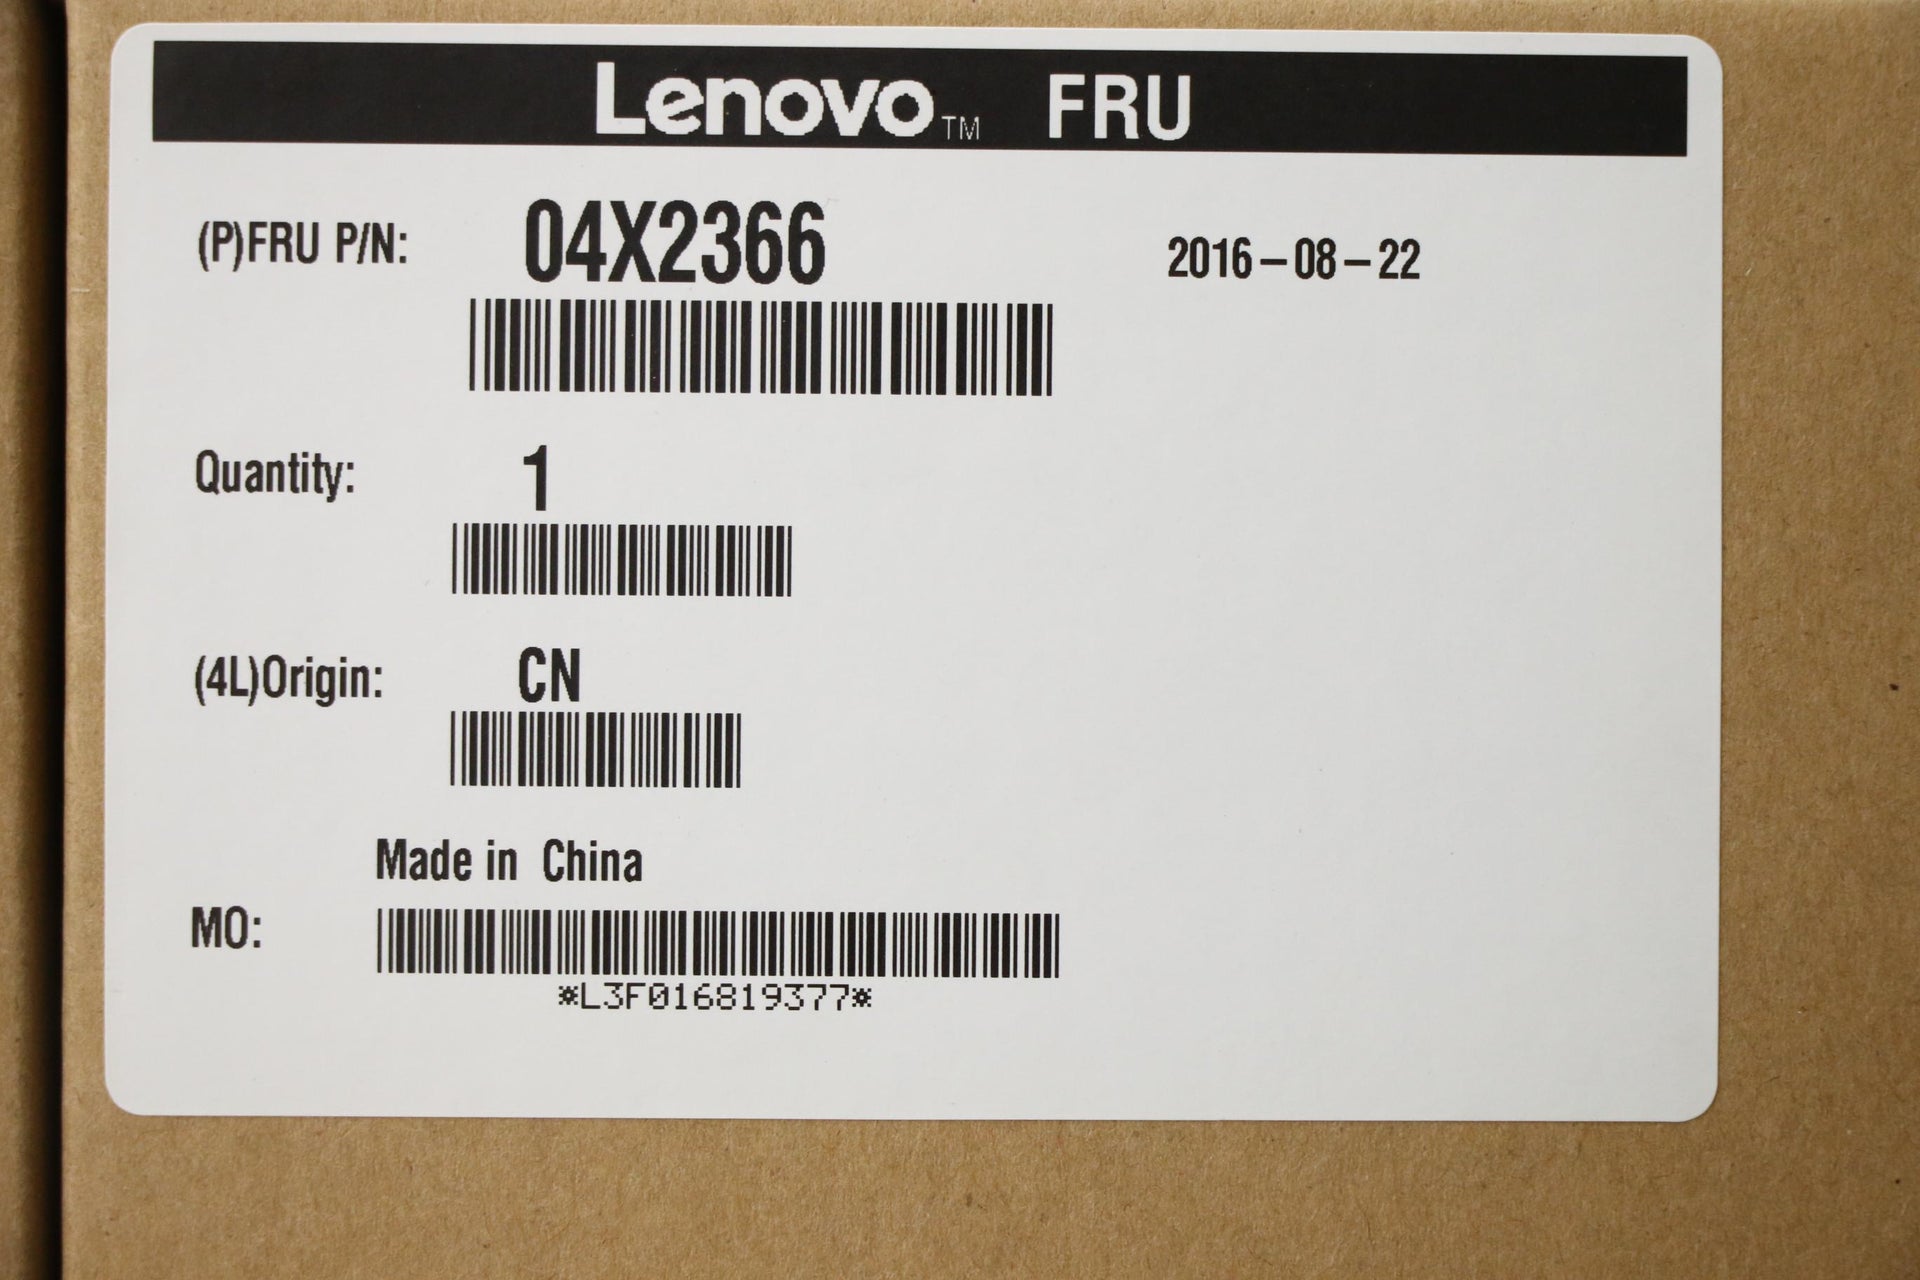 Lenovo™ FRU
(P)FRU P/N: 04X2366 2016-08-22
Quantity: 1
(4L)Origin: CN
Made in China
MO:
*L3F016819377*